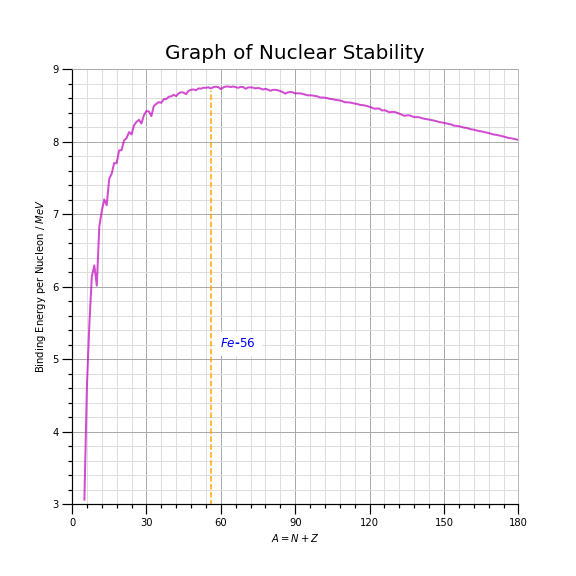 Graph of Nuclear Stability
9
8
7
6
5
4
3
Binding Energy per Nucleon / MeV
Fe-56
0 30 60 90 120 150 180
A = N + Z